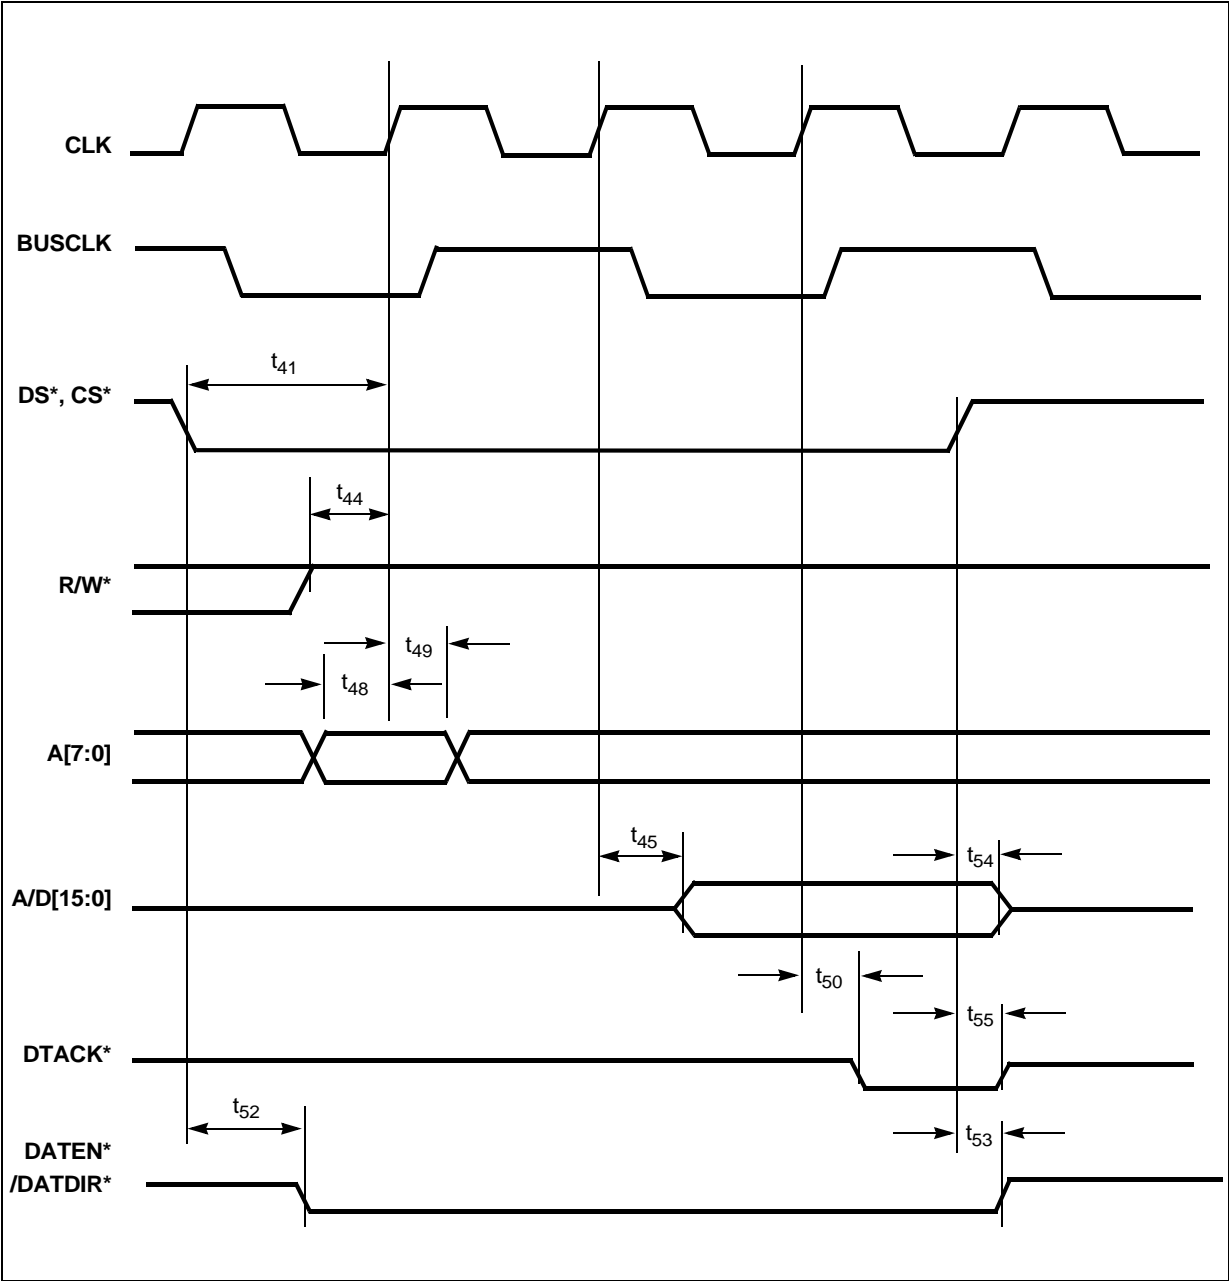 CLK
BUSCLK
t41
DS*, CS*
t44
R/W*
t49
t48
A[7:0]
t45
t54
A/D[15:0]
t50
t55
DTACK*
t52
t53
DATEN*
/DATDIR*